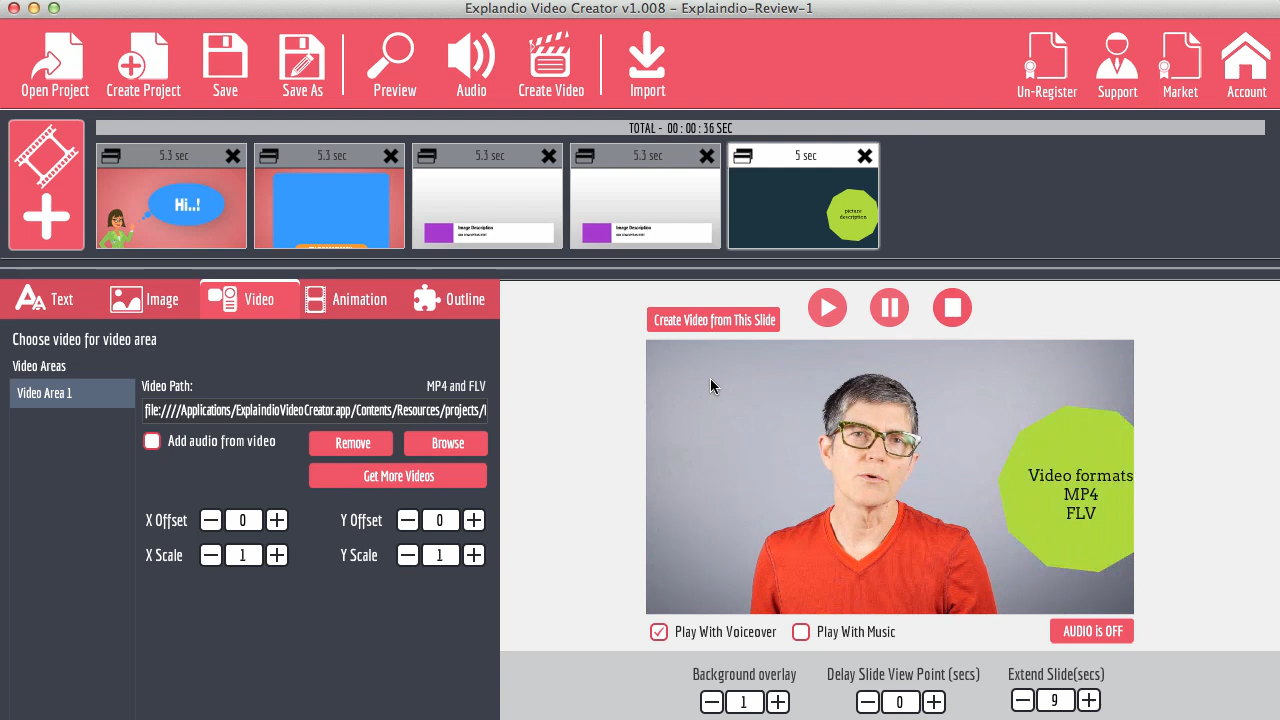 Explandio Video Creator v1.008 – Explaindio-Review-1
Open Project
Create Project
Save
Save As
Preview
Audio
Create Video
Import
Un-Register
Support
Market
Account
TOTAL - 00 : 00 : 36 SEC
5.3 sec
5.3 sec
5.3 sec
5.3 sec
5 sec
Hi..!
Image Description
Image Description
picture
description
Text
Image
Video
Animation
Outline
Choose video for video area
Video Areas
Video Area 1
Video Path:
MP4 and FLV
file:////Applications/ExplaindioVideoCreator.app/Contents/Resources/projects/
Add audio from video
Remove
Browse
Get More Videos
X Offset
0
Y Offset
0
X Scale
1
Y Scale
1
Create Video from This Slide
Video formats
MP4
FLV
Play With Voiceover
Play With Music
AUDIO is OFF
Background overlay
1
Delay Slide View Point (secs)
0
Extend Slide(secs)
9